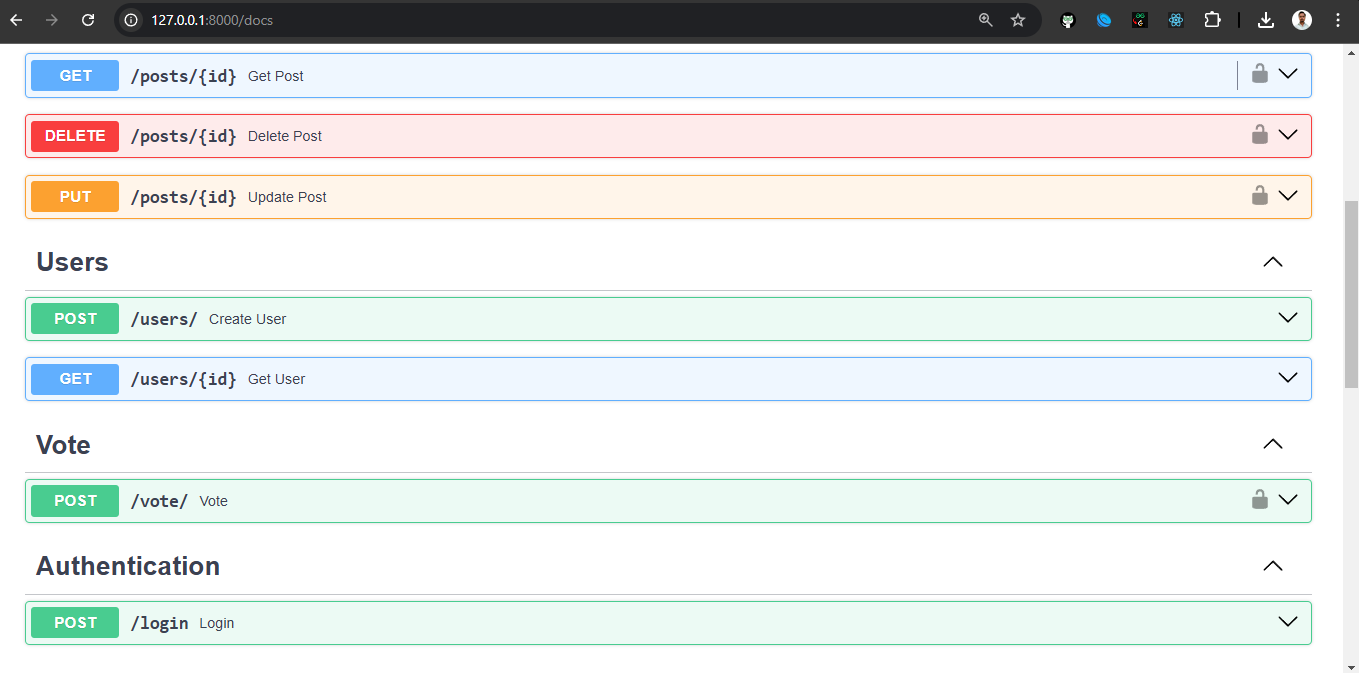 127.0.0.1:8000/docs
GET /posts/{id} Get Post
DELETE /posts/{id} Delete Post
PUT /posts/{id} Update Post
Users
POST /users/ Create User
GET /users/{id} Get User
Vote
POST /vote/ Vote
Authentication
POST /login Login